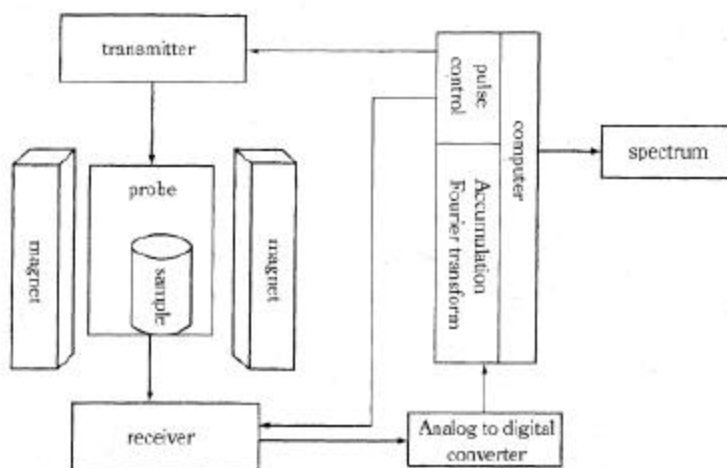 transmitter
pulse
control
computer
spectrum
probe
magnet
magnet
sample
Accumulation
Fourier transform
receiver
Analog to digital
converter